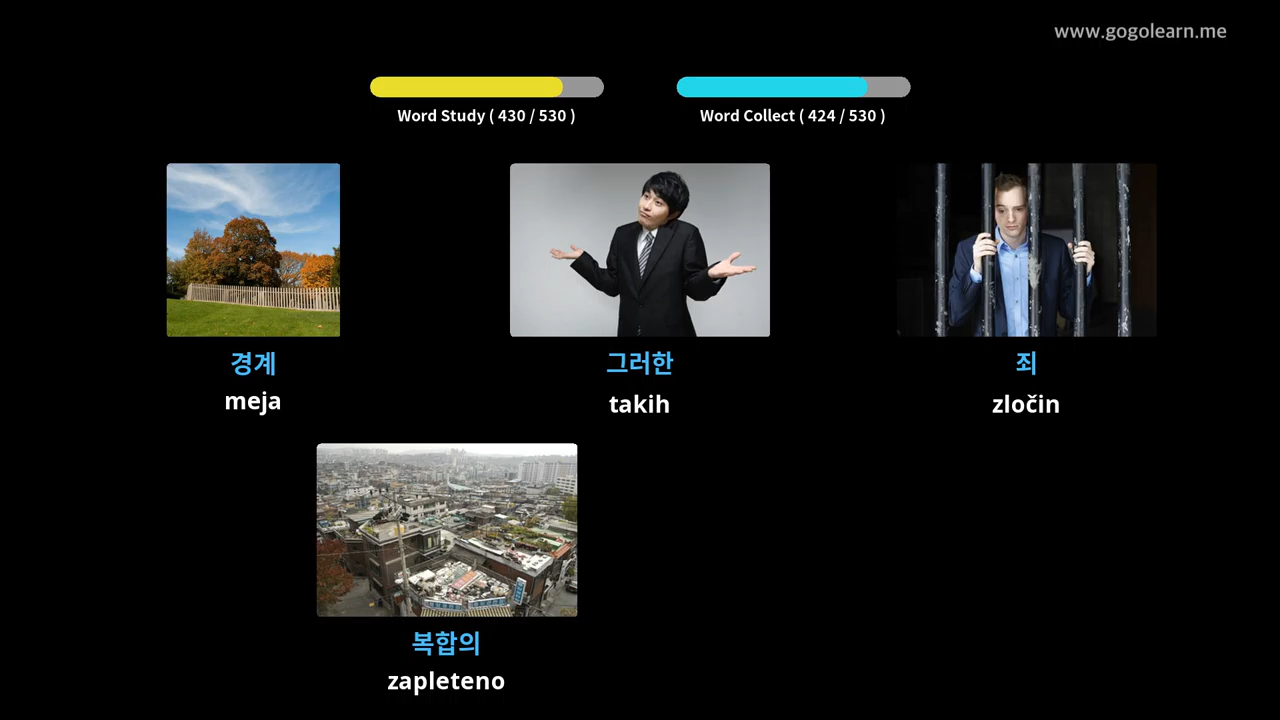 www.gogolearn.me
Word Study ( 430 / 530 )
Word Collect ( 424 / 530 )
경계
meja
그러한
takih
죄
zločin
복합의
zapleteno